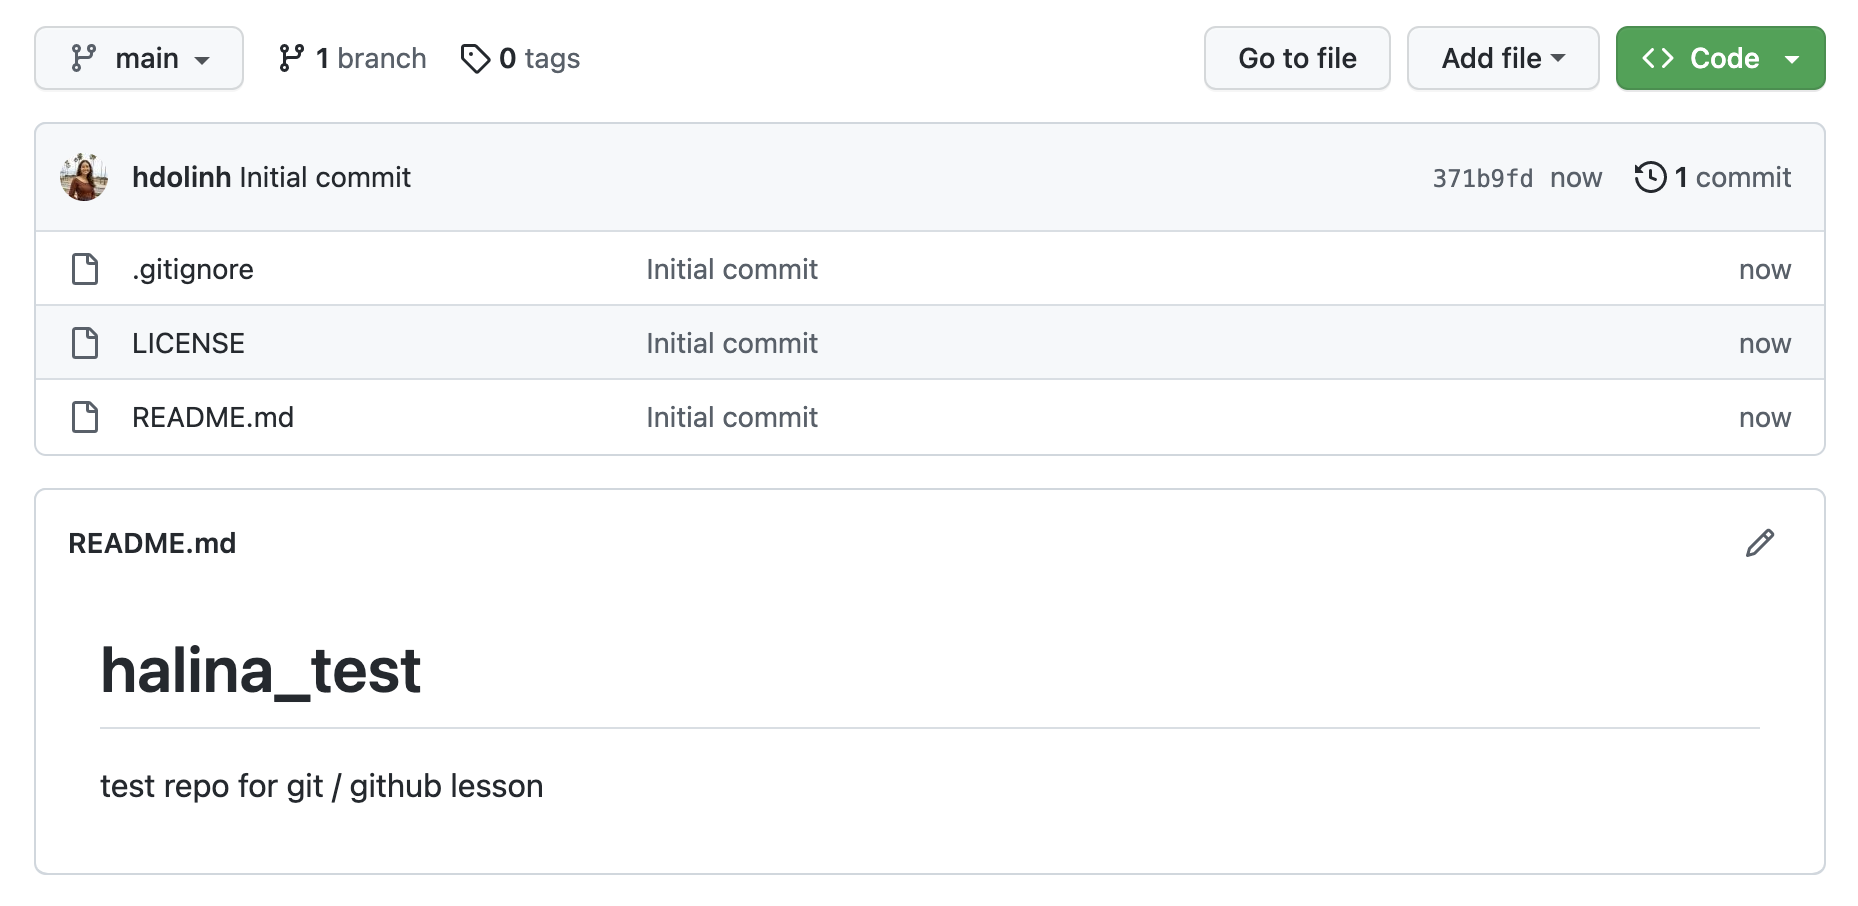 main 1 branch 0 tags Go to file Add file <> Code
hdolinh Initial commit 371b9fd now 1 commit
.gitignore Initial commit now
LICENSE Initial commit now
README.md Initial commit now
README.md
halina_test
test repo for git / github lesson